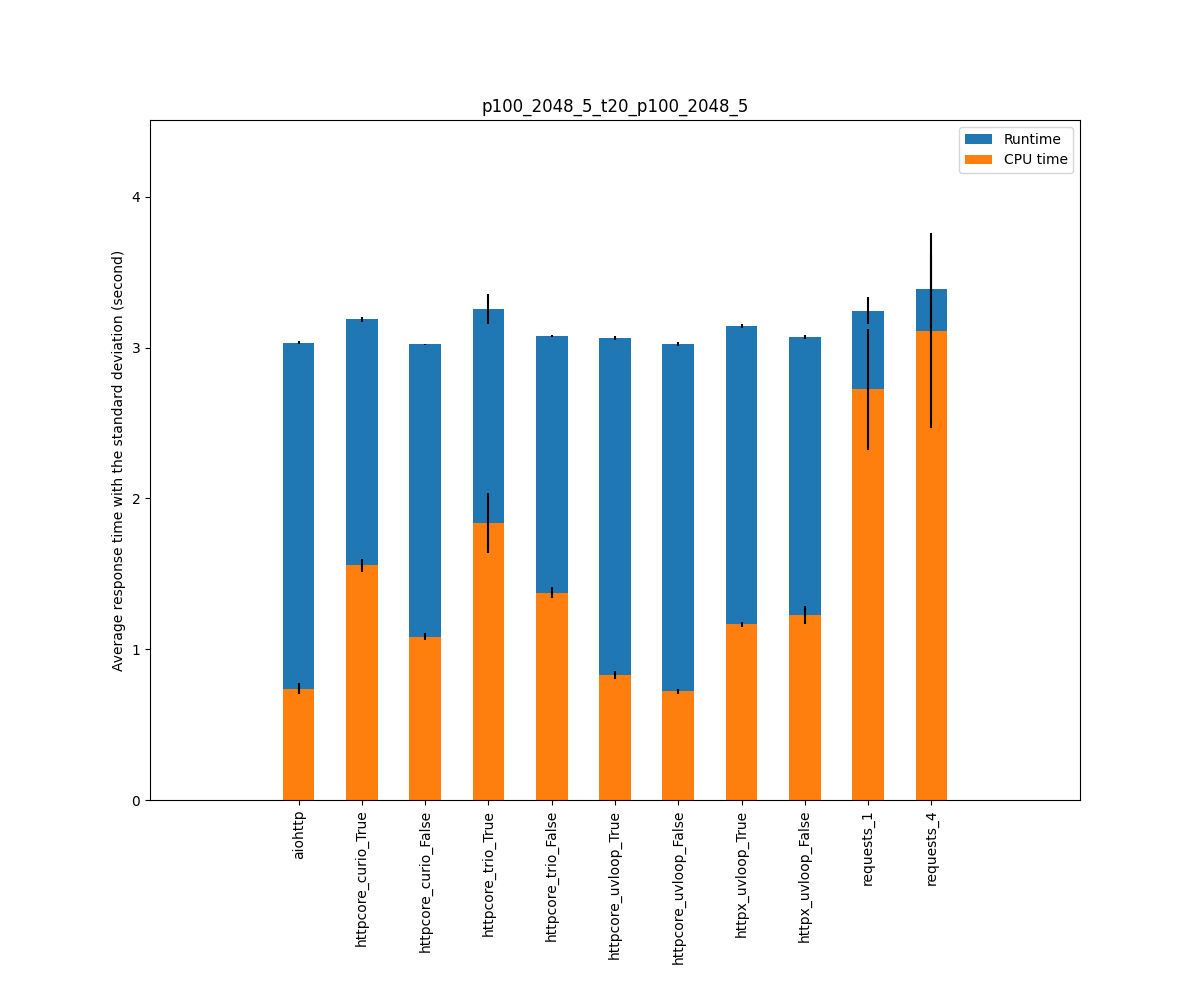 p100_2048_5_t20_p100_2048_5
Runtime
CPU time
Average response time with the standard deviation (second)
4
3
2
1
0
aiohttp
httpcore_curio_True
httpcore_curio_False
httpcore_trio_True
httpcore_trio_False
httpcore_uvloop_True
httpcore_uvloop_False
httpx_uvloop_True
httpx_uvloop_False
requests_1
requests_4